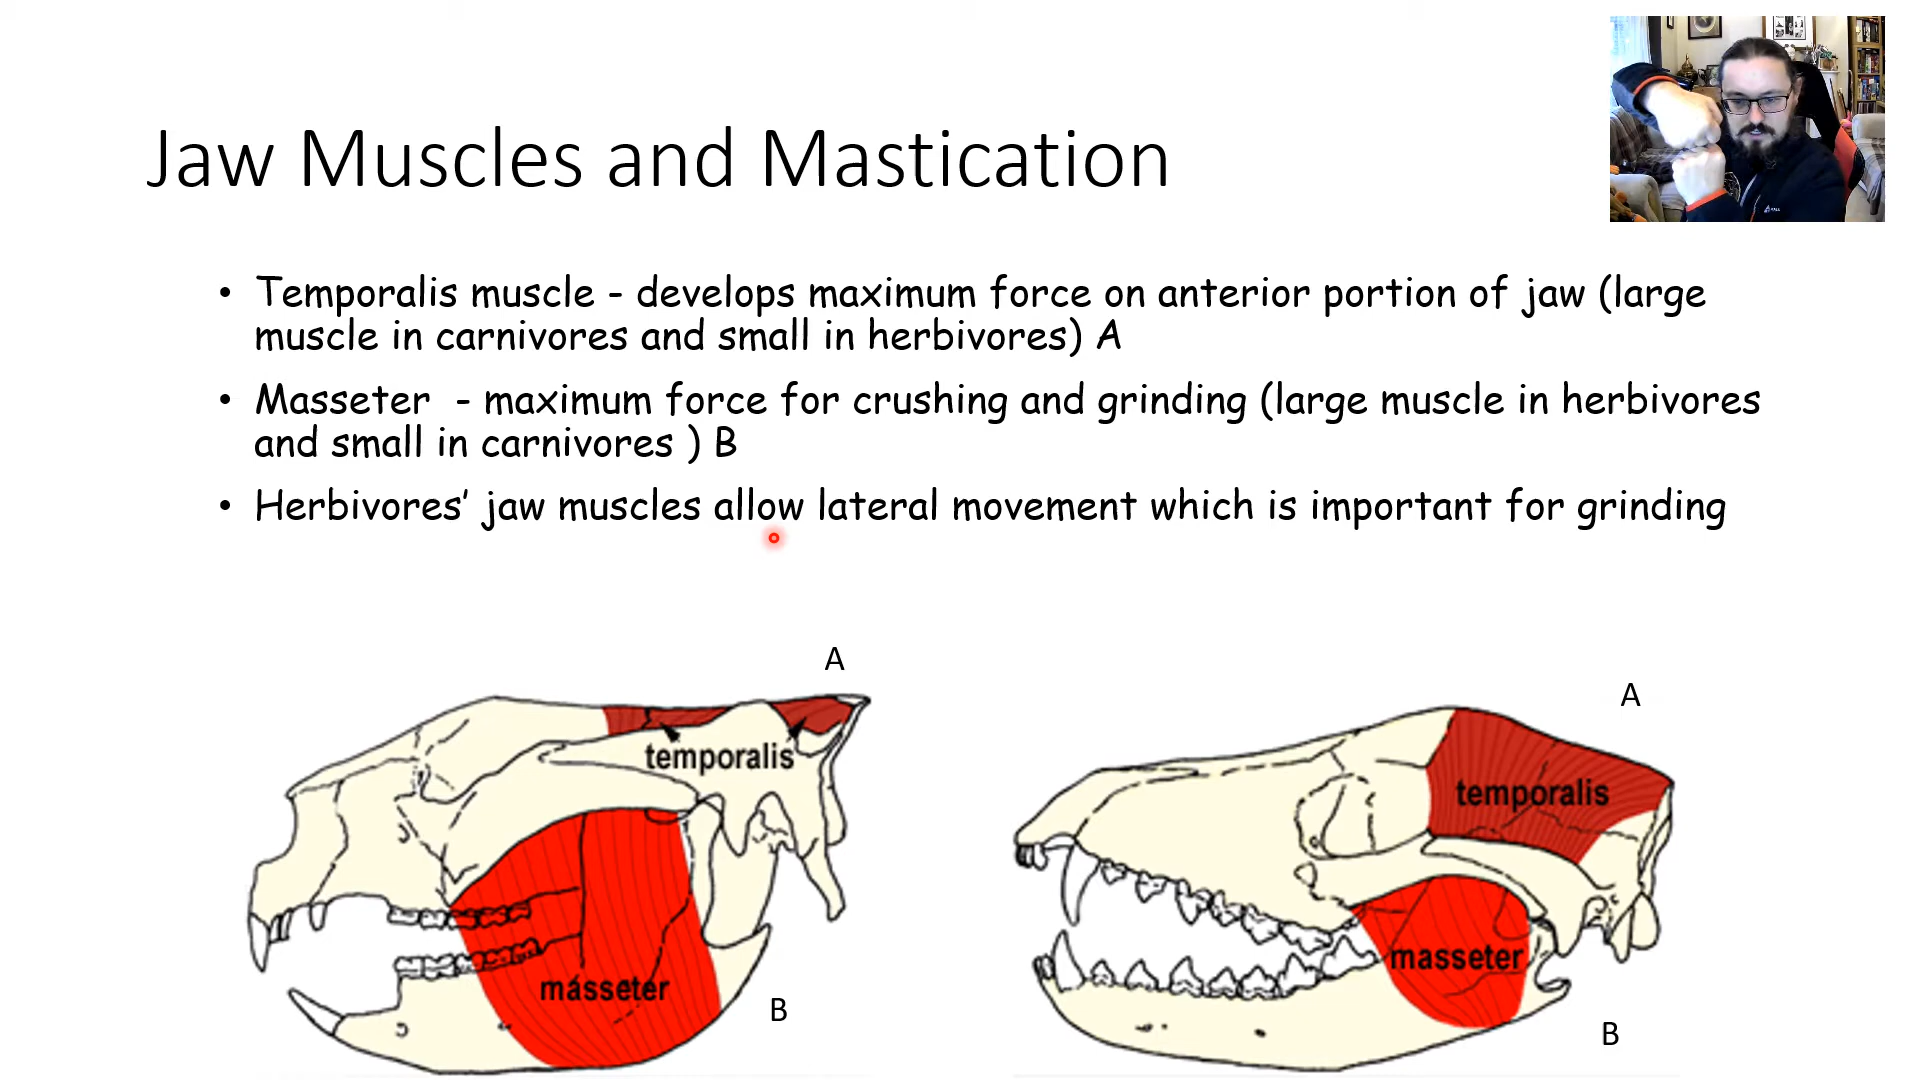 Jaw Muscles and Mastication
• Temporalis muscle - develops maximum force on anterior portion of jaw (large
muscle in carnivores and small in herbivores) A
• Masseter - maximum force for crushing and grinding (large muscle in herbivores
and small in carnivores ) B
• Herbivores’ jaw muscles allow lateral movement which is important for grinding
A
temporalis
masseter
B
A
temporalis
masseter
B